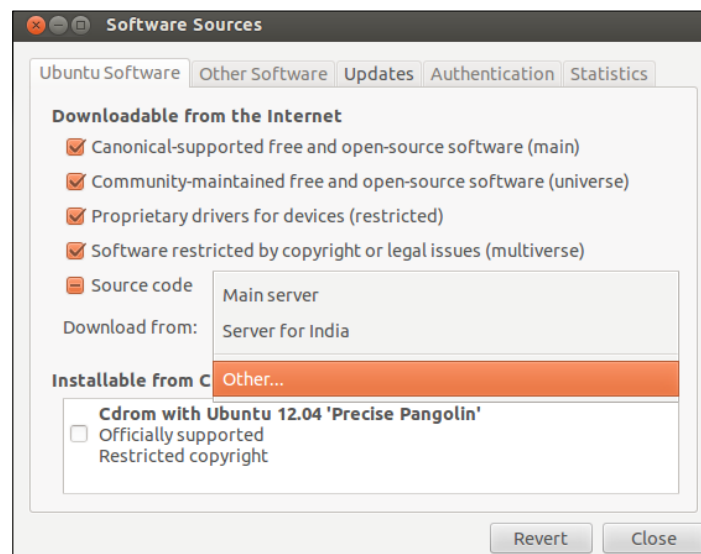 Software Sources
Ubuntu Software Other Software Updates Authentication Statistics
Downloadable from the Internet
Canonical-supported free and open-source software (main)
Community-maintained free and open-source software (universe)
Proprietary drivers for devices (restricted)
Software restricted by copyright or legal issues (multiverse)
Source code
Main server
Download from:
Server for India
Installable from C
Other...
Cdrom with Ubuntu 12.04 'Precise Pangolin'
Officially supported
Restricted copyright
Revert Close